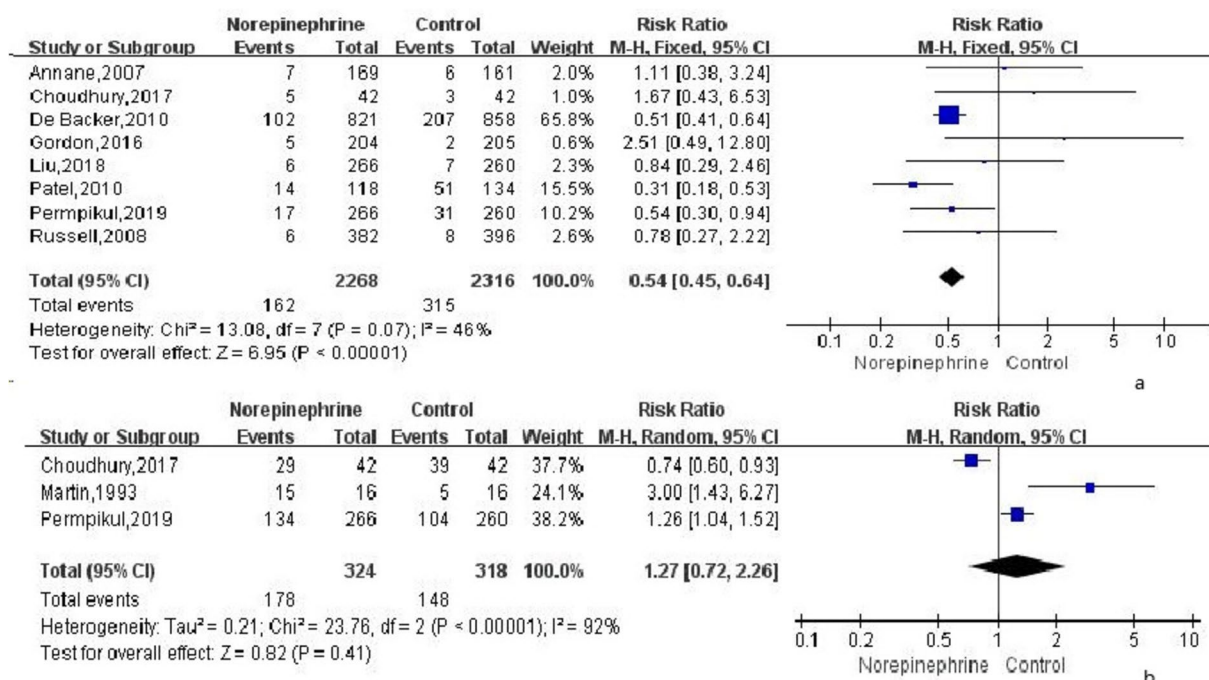 Norepinephrine Control Risk Ratio Risk Ratio
Study or Subgroup Events Total Events Total Weight M-H, Fixed, 95% CI M-H, Fixed, 95% CI
Annane,2007 7 169 6 161 2.0% 1.11 [0.38, 3.24]
Choudhury,2017 5 42 3 42 1.0% 1.67 [0.43, 6.53]
De Backer,2010 102 821 207 858 65.8% 0.51 [0.41, 0.64]
Gordon,2016 5 204 2 205 0.6% 2.51 [0.49, 12.80]
Liu,2018 6 266 7 260 2.3% 0.84 [0.29, 2.46]
Patel,2010 14 118 51 134 15.5% 0.31 [0.18, 0.53]
Permpikul,2019 17 266 31 260 10.2% 0.54 [0.30, 0.94]
Russell,2008 6 382 8 396 2.6% 0.78 [0.27, 2.22]
Total (95% CI) 2268 2316 100.0% 0.54 [0.45, 0.64]
Total events 162 315
Heterogeneity: Chi² = 13.08, df = 7 (P = 0.07); I² = 46%
Test for overall effect: Z = 6.95 (P < 0.00001)
0.1 0.2 0.5 1 2 5 10
Norepinephrine Control
a
Norepinephrine Control Risk Ratio Risk Ratio
Study or Subgroup Events Total Events Total Weight M-H, Random, 95% CI M-H, Random, 95% CI
Choudhury,2017 29 42 39 42 37.7% 0.74 [0.60, 0.93]
Martin,1993 15 16 5 16 24.1% 3.00 [1.43, 6.27]
Permpikul,2019 134 266 104 260 38.2% 1.26 [1.04, 1.52]
Total (95% CI) 324 318 100.0% 1.27 [0.72, 2.26]
Total events 178 148
Heterogeneity: Tau² = 0.21; Chi² = 23.76, df = 2 (P < 0.00001); I² = 92%
Test for overall effect: Z = 0.82 (P = 0.41)
0.1 0.2 0.5 1 2 5 10
Norepinephrine Control
b